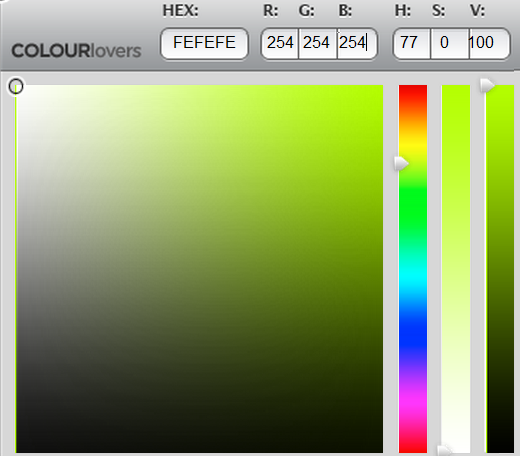 HEX: R: G: B: H: S: V:
COLOURlovers FEFEFE 254 254 254 77 0 100